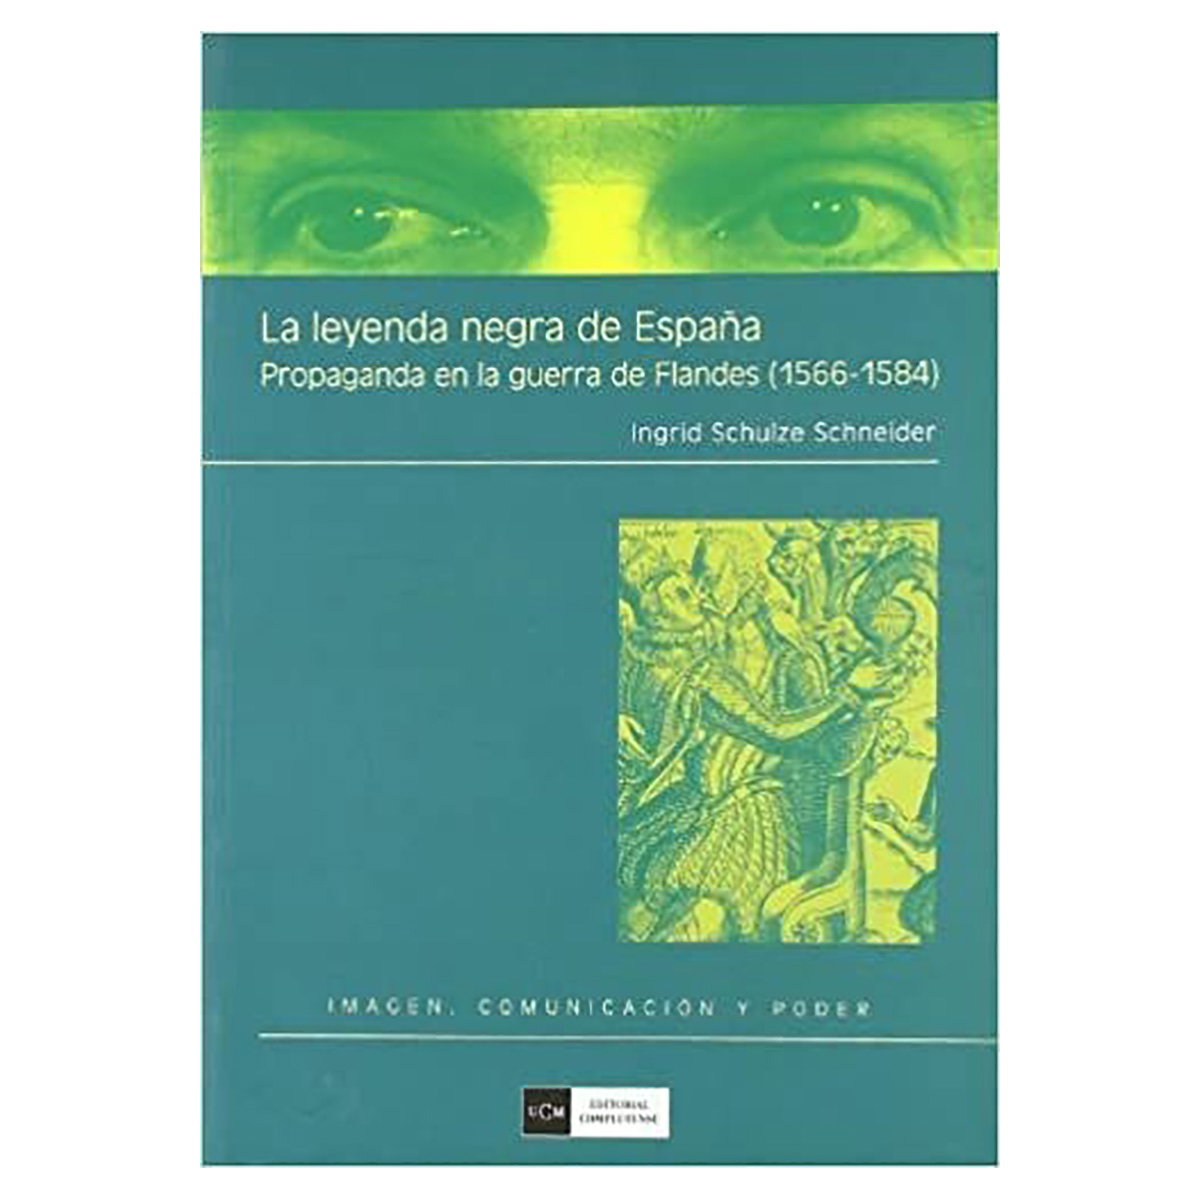 La leyenda negra de España
Propaganda en la guerra de Flandes (1566-1584)
Ingrid Schulze Schneider
IMAGEN, COMUNICACIÓN Y PODER
UCM
EDITORIAL
COMPLUTENSE